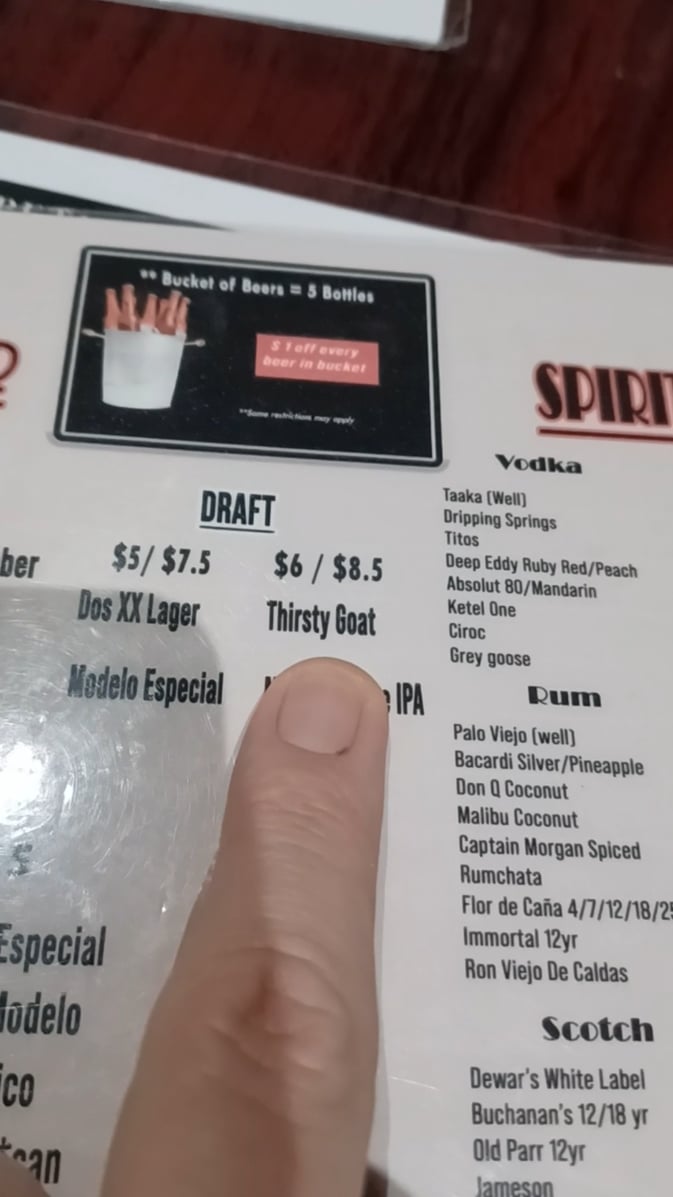 ** Bucket of Beers = 5 Bottles
$1 off every
beer in bucket
**Some restrictions may apply
DRAFT
$5/ $7.5
$6 / $8.5
Dos XX Lager
Thirsty Goat
Modelo Especial
IPA
Especial
SPIRIT
Vodka
Taaka (Well)
Dripping Springs
Titos
Deep Eddy Ruby Red/Peach
Absolut 80/Mandarin
Ketel One
Ciroc
Grey goose
Rum
Palo Viejo (well)
Bacardi Silver/Pineapple
Don Q Coconut
Malibu Coconut
Captain Morgan Spiced
Rumchata
Flor de Caña 4/7/12/18/25
Immortal 12yr
Ron Viejo De Caldas
Scotch
Dewar's White Label
Buchanan's 12/18 yr
Old Parr 12yr
Jameson